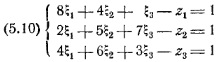 (5.10) { 8ξ₁ + 4ξ₂ + ξ₃ — z₁ = 1
2ξ₁ + 5ξ₂ + 7ξ₃ — z₂ = 1
4ξ₁ + 6ξ₂ + 3ξ₃ — z₃ = 1